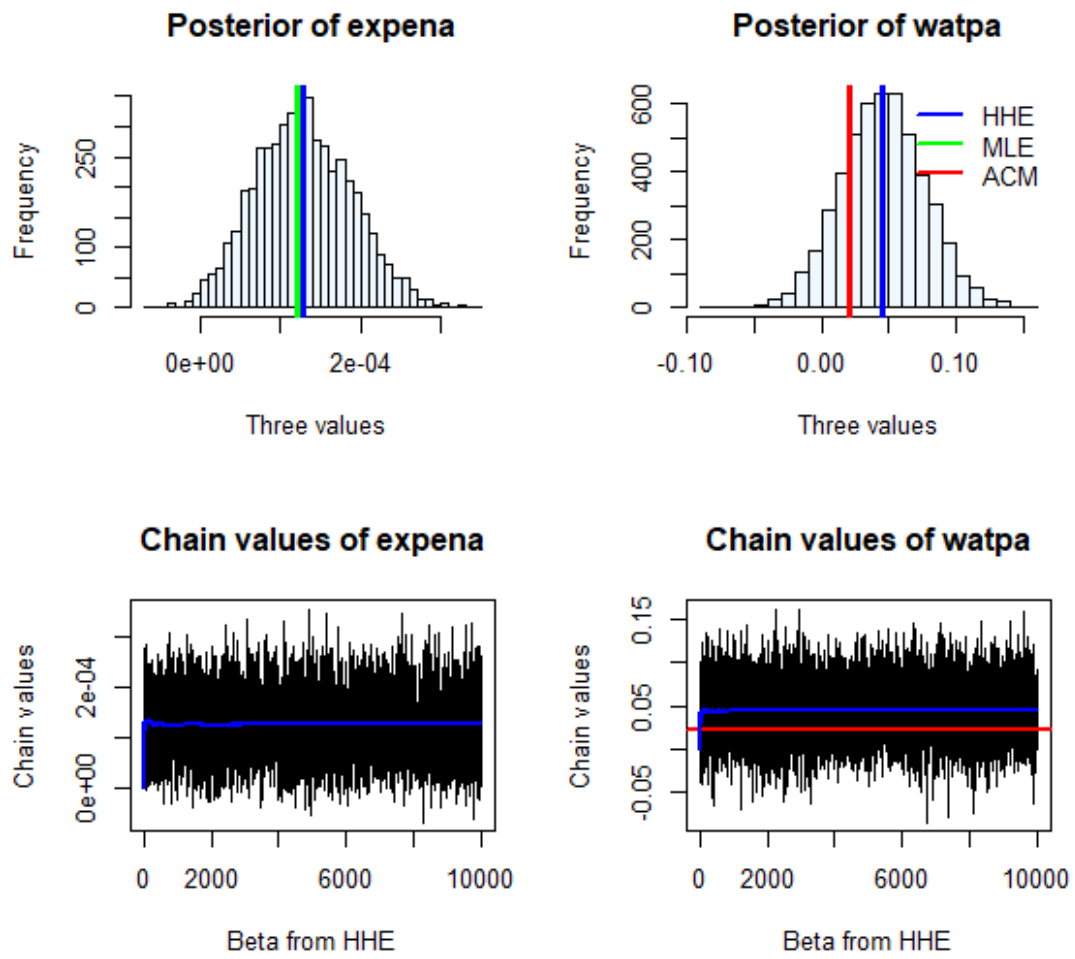 Posterior of expena
Frequency
0
100
250
0e+00
2e-04
Three values
Posterior of watpa
Frequency
0
200
400
600
-0.10
0.00
0.10
Three values
HHE
MLE
ACM
Chain values of expena
Chain values
0e+00
2e-04
0
2000
6000
10000
Beta from HHE
Chain values of watpa
Chain values
-0.05
0.05
0.15
0
2000
6000
10000
Beta from HHE